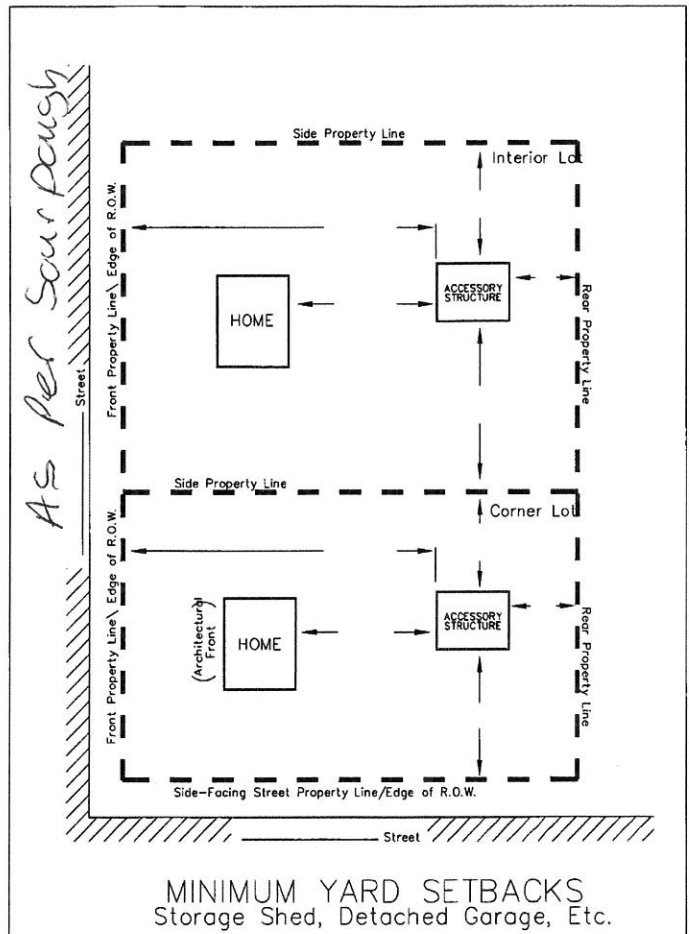 As Per Sourdough
Side Property Line
Interior Lot
Front Property Line\ Edge of R.O.W.
HOME
ACCESSORY
STRUCTURE
Rear Property Line
Street
Side Property Line
Corner Lot
Front Property Line\ Edge of R.O.W.
(Architectural
Front)
HOME
ACCESSORY
STRUCTURE
Rear Property Line
Side-Facing Street Property Line/Edge of R.O.W.
Street
MINIMUM YARD SETBACKS
Storage Shed, Detached Garage, Etc.